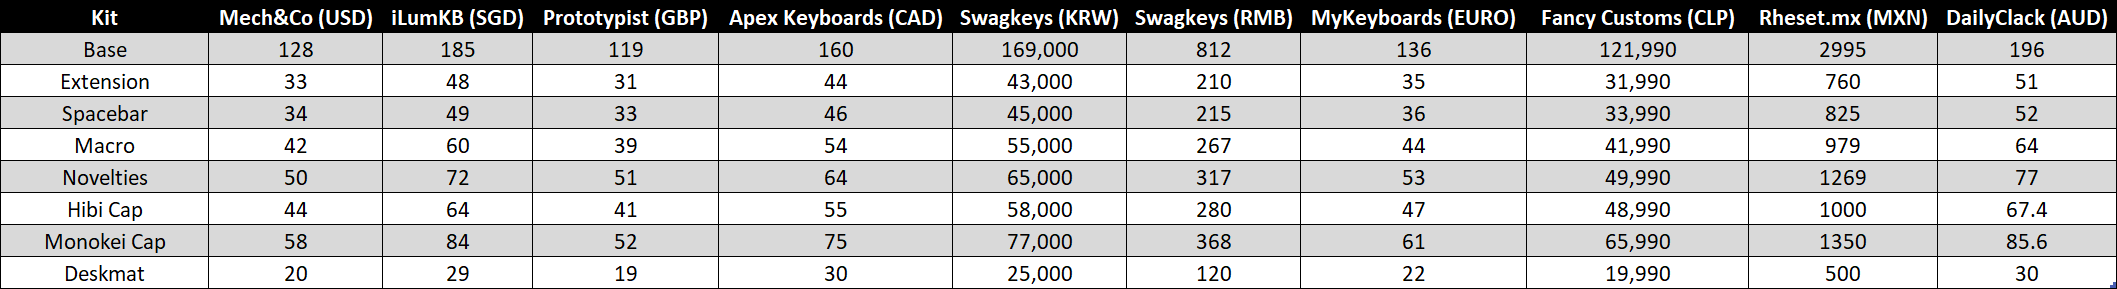 Kit Mech&Co (USD) iLumKB (SGD) Prototypist (GBP) Apex Keyboards (CAD) Swagkeys (KRW) Swagkeys (RMB) MyKeyboards (EURO) Fancy Customs (CLP) Rheset.mx (MXN) DailyClack (AUD)
Base 128 185 119 160 169,000 812 136 121,990 2995 196
Extension 33 48 31 44 43,000 210 35 31,990 760 51
Spacebar 34 49 33 46 45,000 215 36 33,990 825 52
Macro 42 60 39 54 55,000 267 44 41,990 979 64
Novelties 50 72 51 64 65,000 317 53 49,990 1269 77
Hibi Cap 44 64 41 55 58,000 280 47 48,990 1000 67.4
Monokei Cap 58 84 52 75 77,000 368 61 65,990 1350 85.6
Deskmat 20 29 19 30 25,000 120 22 19,990 500 30